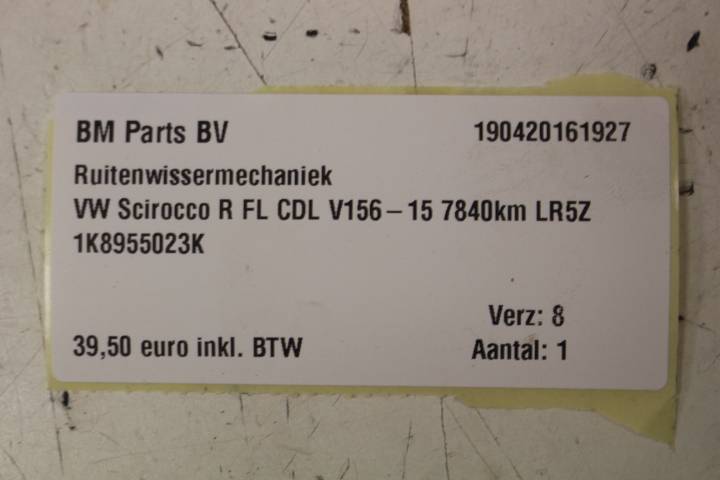 BM Parts BV 190420161927
Ruitenwissermechaniek
VW Scirocco R FL CDL V156-15 7840km LR5Z
1K8955023K
Verz: 8
39,50 euro inkl. BTW Aantal: 1